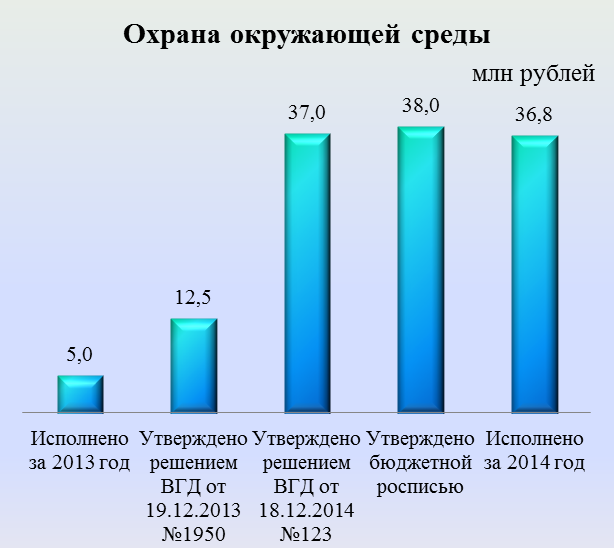 Охрана окружающей среды
млн рублей
5,0
12,5
37,0
38,0
36,8
Исполнено
за 2013 год
Утверждено
решением
ВГД от
19.12.2013
№1950
Утверждено
решением
ВГД от
18.12.2014
№123
Утверждено
бюджетной
росписью
Исполнено
за 2014 год